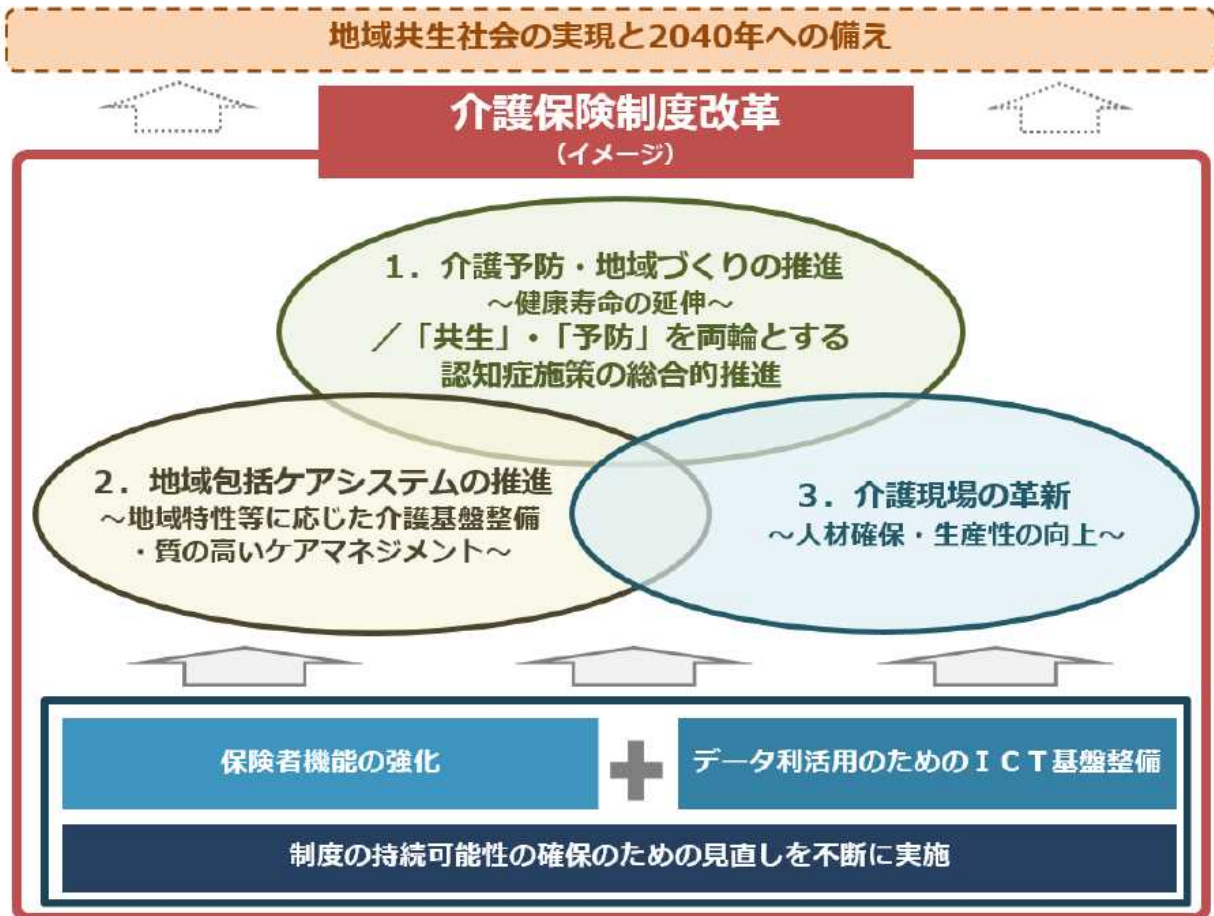 地域共生社会の実現と2040年への備え
介護保険制度改革
（イメージ）
１．介護予防・地域づくりの推進
～健康寿命の延伸～
／「共生」・「予防」を両輪とする
認知症施策の総合的推進
２．地域包括ケアシステムの推進
～地域特性等に応じた介護基盤整備
・質の高いケアマネジメント～
３．介護現場の革新
～人材確保・生産性の向上～
保険者機能の強化
データ利活用のためのＩＣＴ基盤整備
制度の持続可能性の確保のための見直しを不断に実施